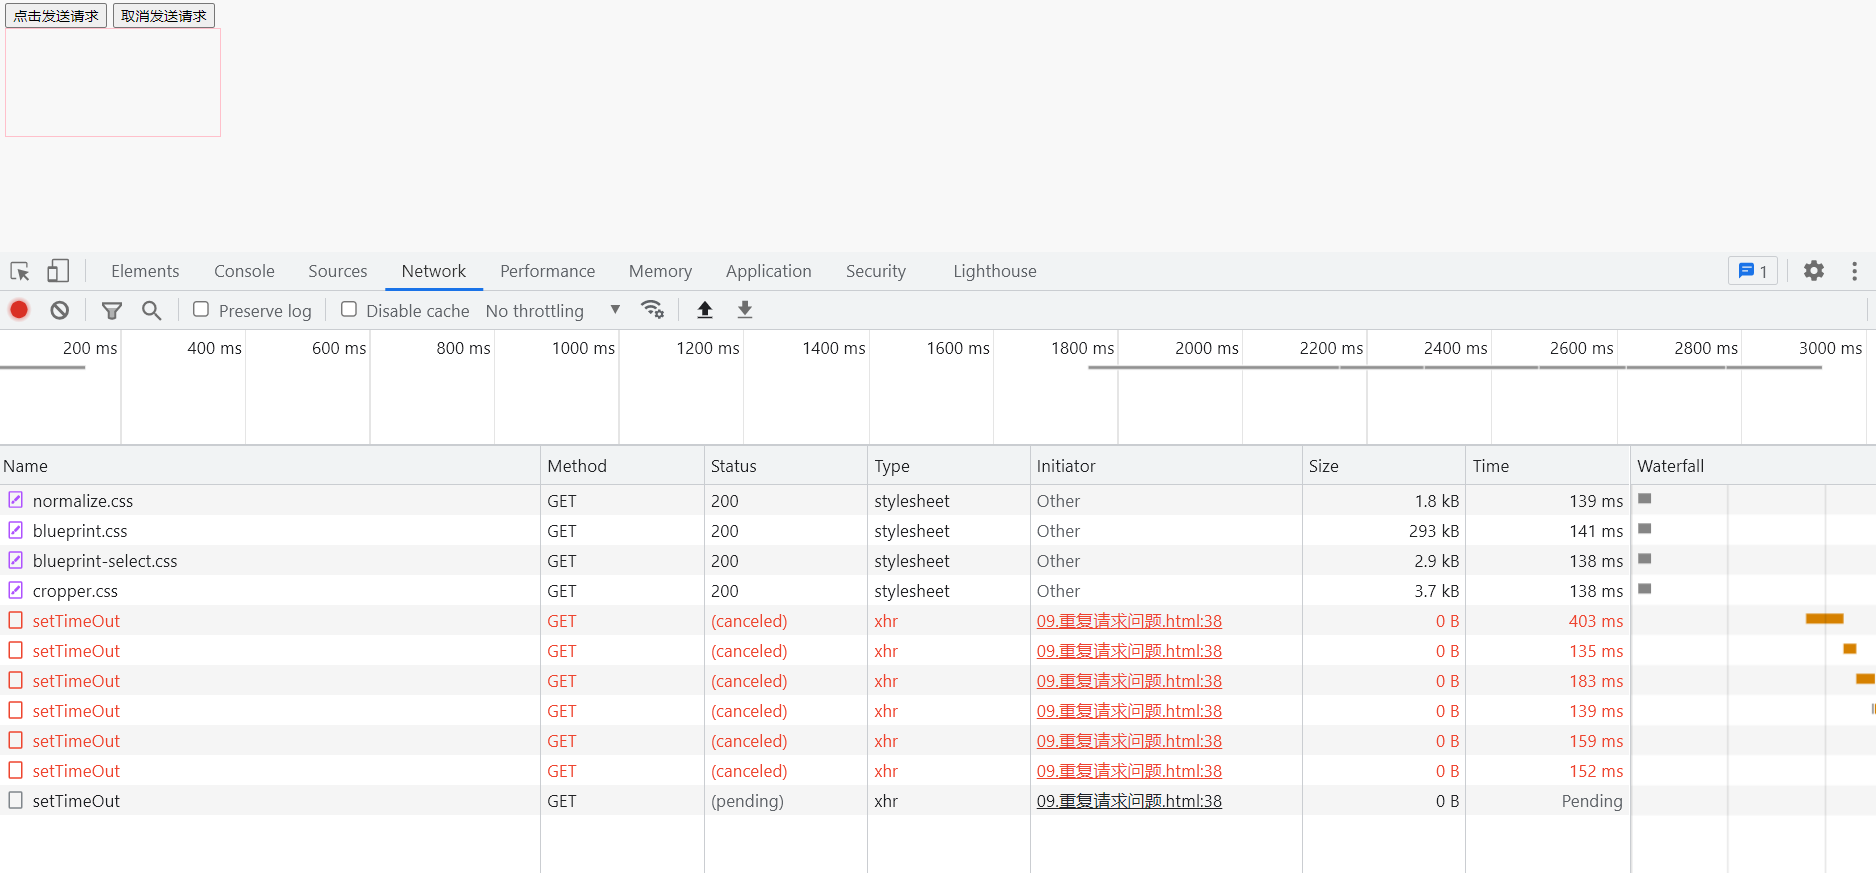 点击发送请求 取消发送请求
Elements Console Sources Network Performance Memory Application Security Lighthouse 1
Preserve log Disable cache No throttling
200 ms 400 ms 600 ms 800 ms 1000 ms 1200 ms 1400 ms 1600 ms 1800 ms 2000 ms 2200 ms 2400 ms 2600 ms 2800 ms 3000 ms
Name Method Status Type Initiator Size Time Waterfall
normalize.css GET 200 stylesheet Other 1.8 kB 139 ms
blueprint.css GET 200 stylesheet Other 293 kB 141 ms
blueprint-select.css GET 200 stylesheet Other 2.9 kB 138 ms
cropper.css GET 200 stylesheet Other 3.7 kB 138 ms
setTimeOut GET (canceled) xhr 09.重复请求问题.html:38 0 B 403 ms
setTimeOut GET (canceled) xhr 09.重复请求问题.html:38 0 B 135 ms
setTimeOut GET (canceled) xhr 09.重复请求问题.html:38 0 B 183 ms
setTimeOut GET (canceled) xhr 09.重复请求问题.html:38 0 B 139 ms
setTimeOut GET (canceled) xhr 09.重复请求问题.html:38 0 B 159 ms
setTimeOut GET (canceled) xhr 09.重复请求问题.html:38 0 B 152 ms
setTimeOut GET (pending) xhr 09.重复请求问题.html:38 0 B Pending